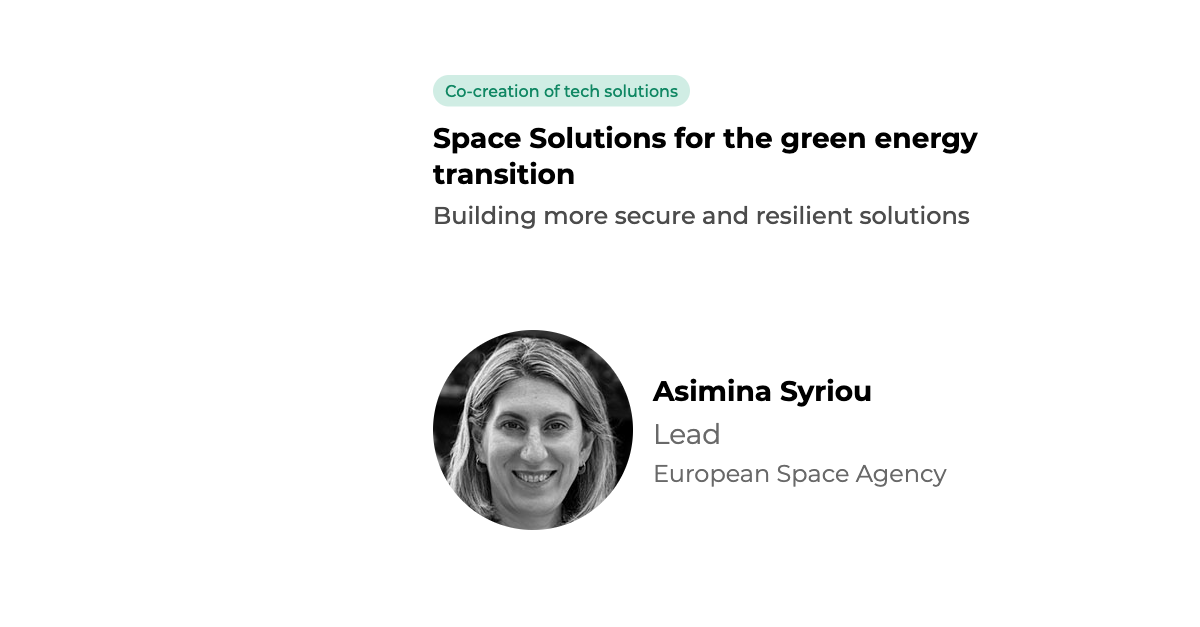 Co-creation of tech solutions
Space Solutions for the green energy
transition
Building more secure and resilient solutions
Asimina Syriou
Lead
European Space Agency